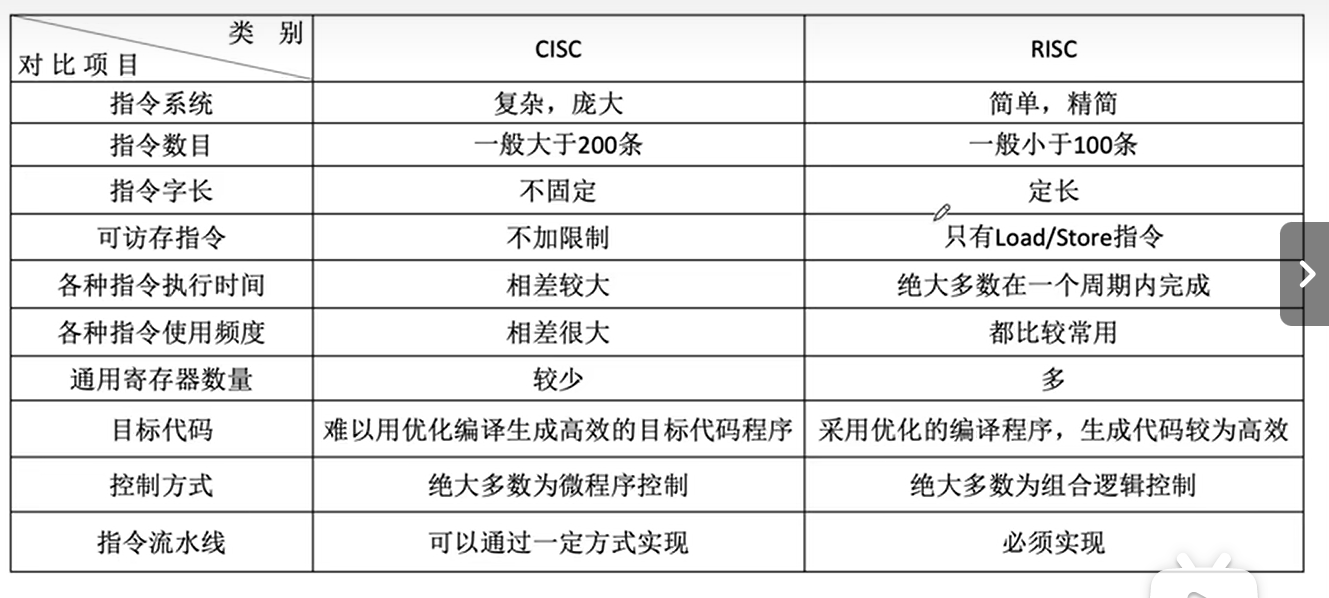 类 别
对比项目
CISC
RISC
指令系统
复杂，庞大
简单，精简
指令数目
一般大于200条
一般小于100条
指令字长
不固定
定长
可访存指令
不加限制
只有Load/Store指令
各种指令执行时间
相差较大
绝大多数在一个周期内完成
各种指令使用频度
相差很大
都比较常用
通用寄存器数量
较少
多
目标代码
难以用优化编译生成高效的目标代码程序
采用优化的编译程序，生成代码较为高效
控制方式
绝大多数为微程序控制
绝大多数为组合逻辑控制
指令流水线
可以通过一定方式实现
必须实现